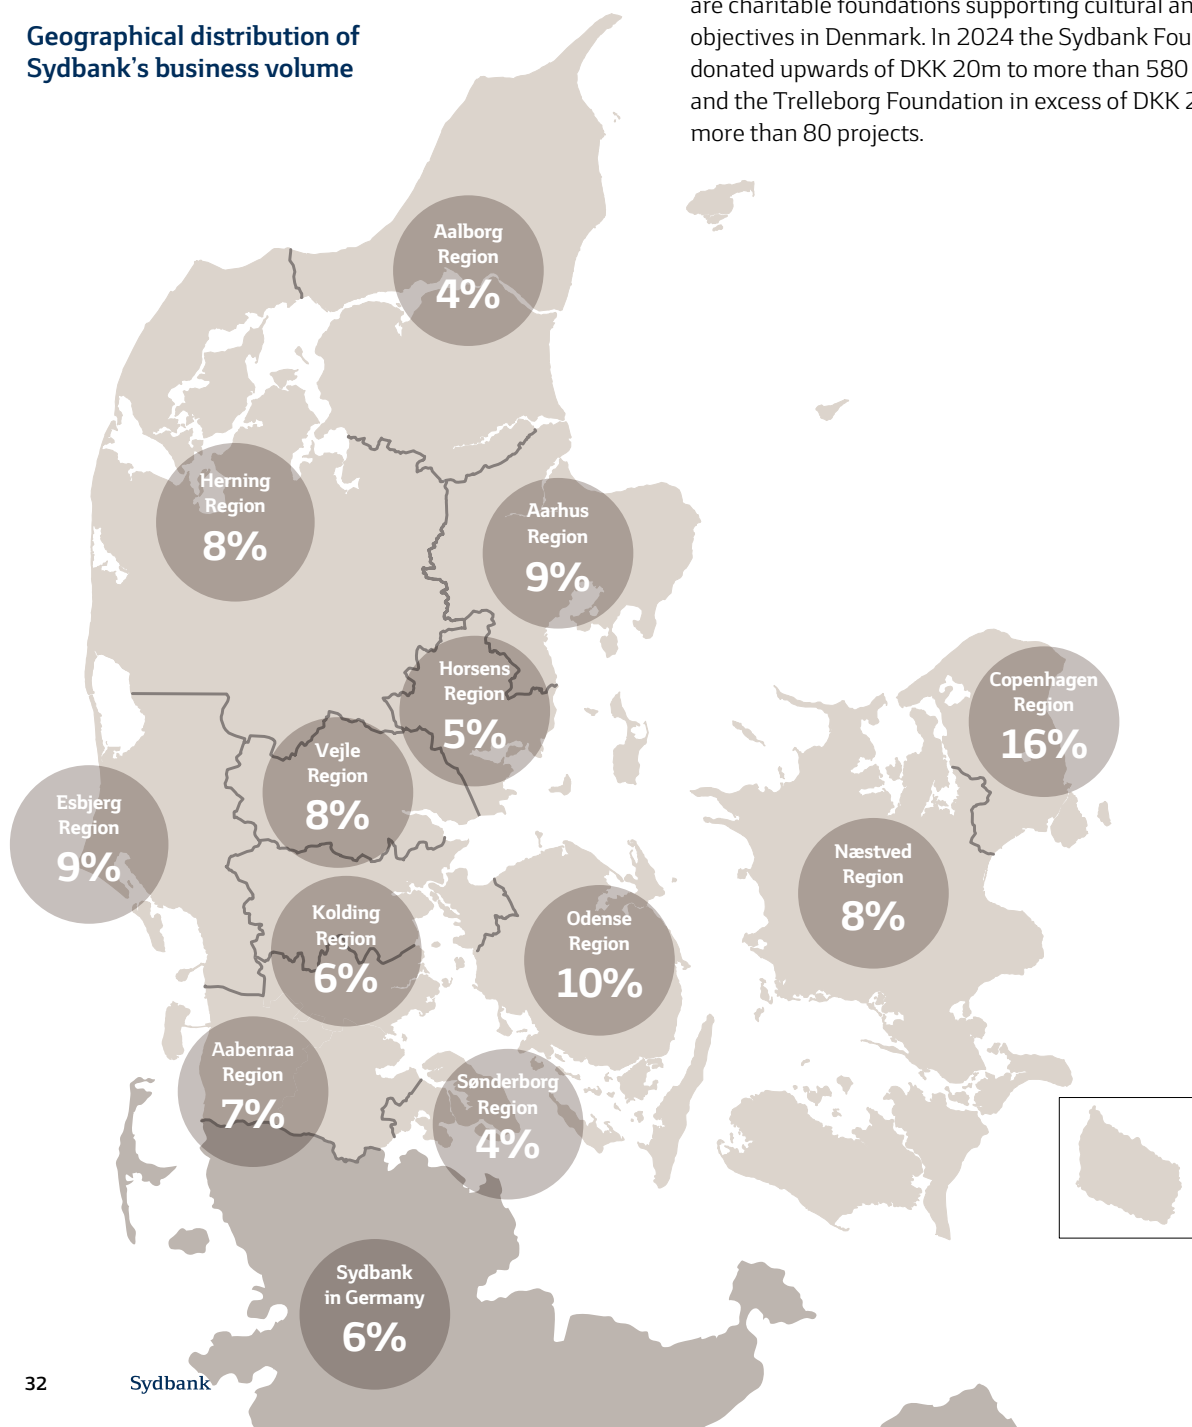 Geographical distribution of
Sydbank's business volume
are charitable foundations supporting cultural an
objectives in Denmark. In 2024 the Sydbank Fou
donated upwards of DKK 20m to more than 580
and the Trelleborg Foundation in excess of DKK 2
more than 80 projects.
Aalborg
Region
4%
Herning
Region
8%
Aarhus
Region
9%
Horsens
Region
5%
Copenhagen
Region
16%
Vejle
Region
8%
Esbjerg
Region
9%
Næstved
Region
8%
Kolding
Region
6%
Odense
Region
10%
Aabenraa
Region
7%
Sønderborg
Region
4%
Sydbank
in Germany
6%
32
Sydbank